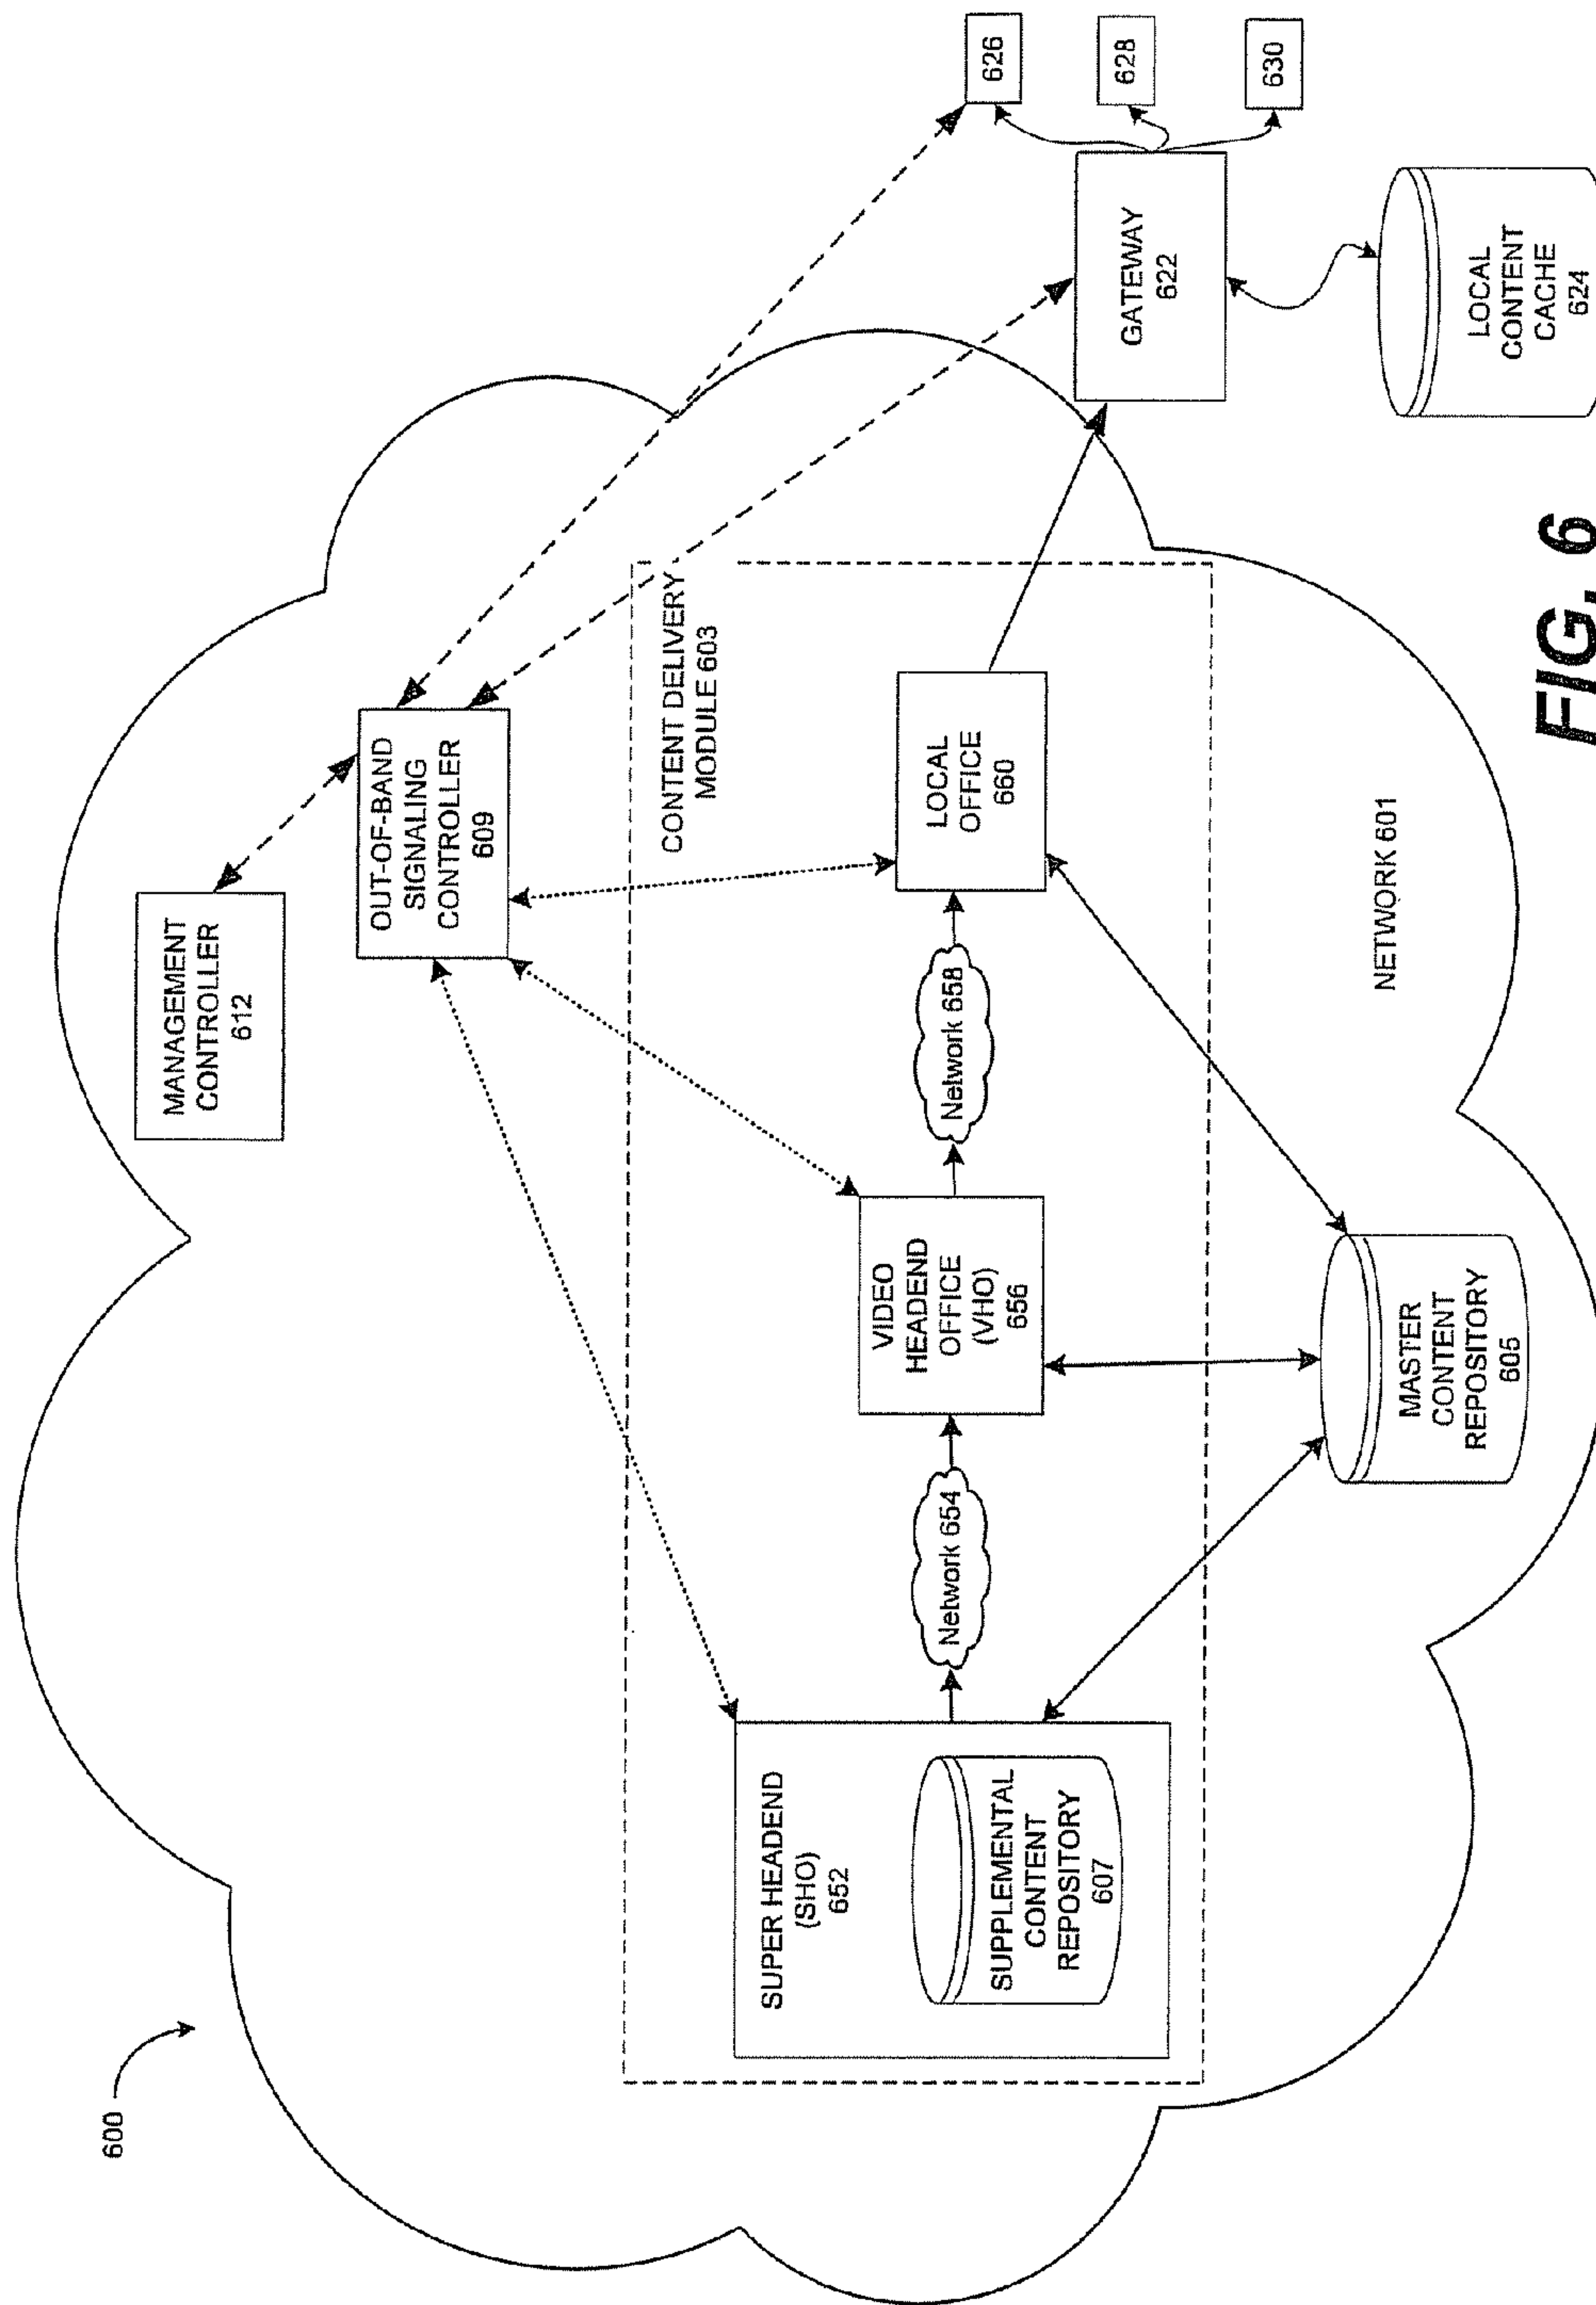 600
MANAGEMENT
CONTROLLER
612
OUT-OF-BAND
SIGNALING
CONTROLLER
609
CONTENT DELIVERY
MODULE 603
SUPER HEADEND
(SHO)
652
SUPPLEMENTAL
CONTENT
REPOSITORY
607
Network 654
VIDEO
HEADEND
OFFICE
(VHO)
656
Network 658
LOCAL
OFFICE
660
GATEWAY
622
626
628
630
MASTER
CONTENT
REPOSITORY
605
NETWORK 601
LOCAL
CONTENT
CACHE
624
FIG. 6